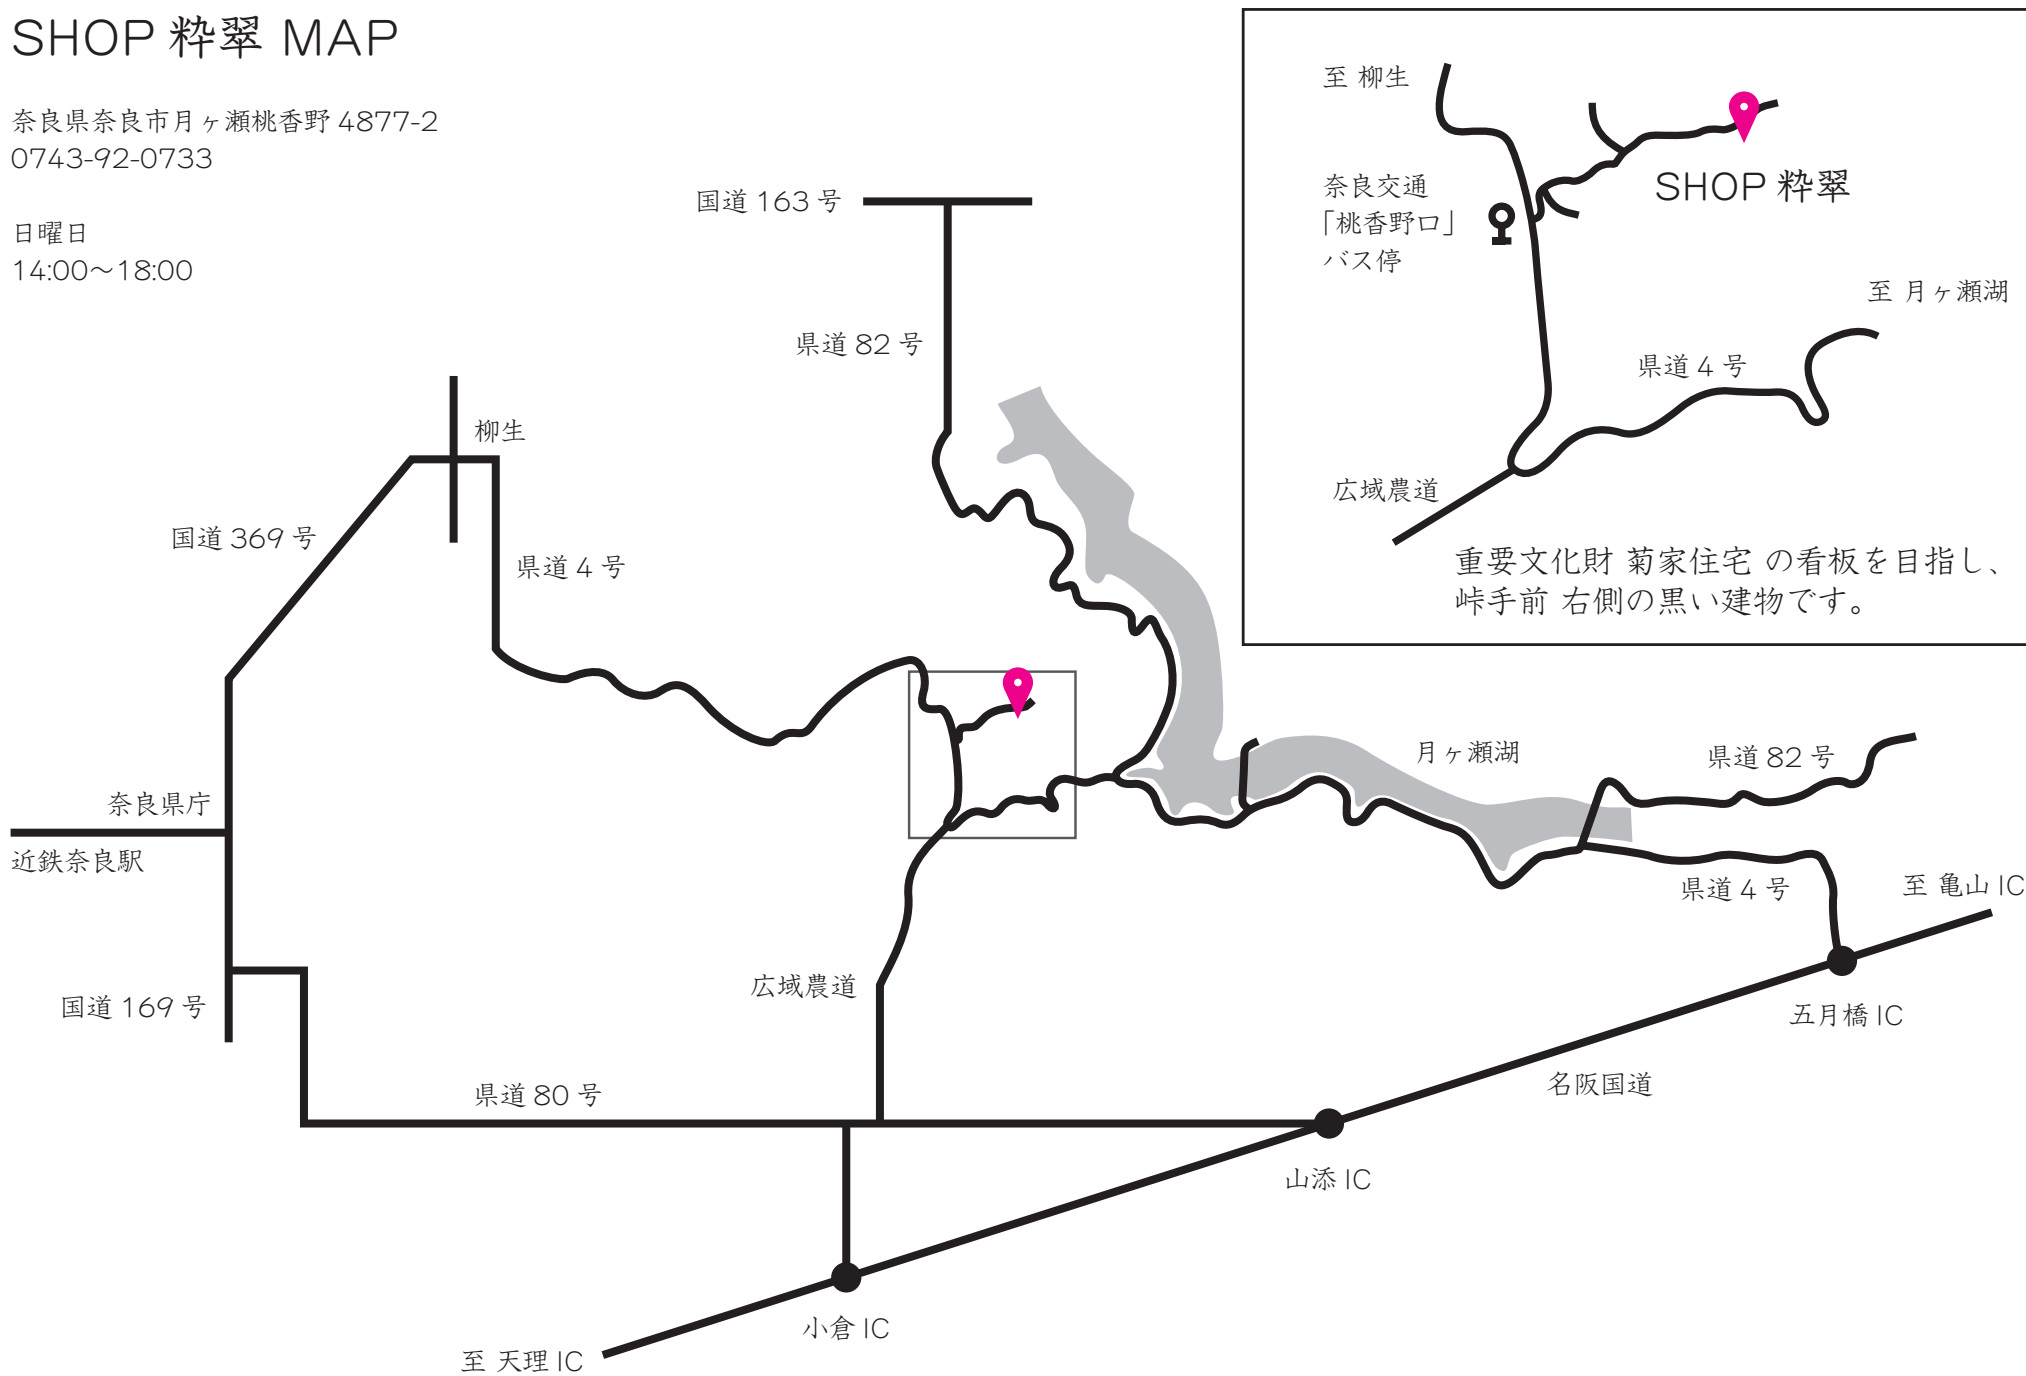 SHOP 粋翠 MAP
奈良県奈良市月ヶ瀬桃香野 4877-2
0743-92-0733
日曜日
14:00〜18:00
至 柳生
奈良交通
「桃香野口」
バス停
SHOP 粋翠
至 月ヶ瀬湖
県道 4 号
広域農道
重要文化財 菊家住宅 の看板を目指し、
峠手前 右側の黒い建物です。
国道 163 号
県道 82 号
柳生
国道 369 号
県道 4 号
月ヶ瀬湖
県道 82 号
奈良県庁
近鉄奈良駅
県道 4 号
至 亀山 IC
国道 169 号
広域農道
五月橋 IC
名阪国道
県道 80 号
山添 IC
小倉 IC
至 天理 IC